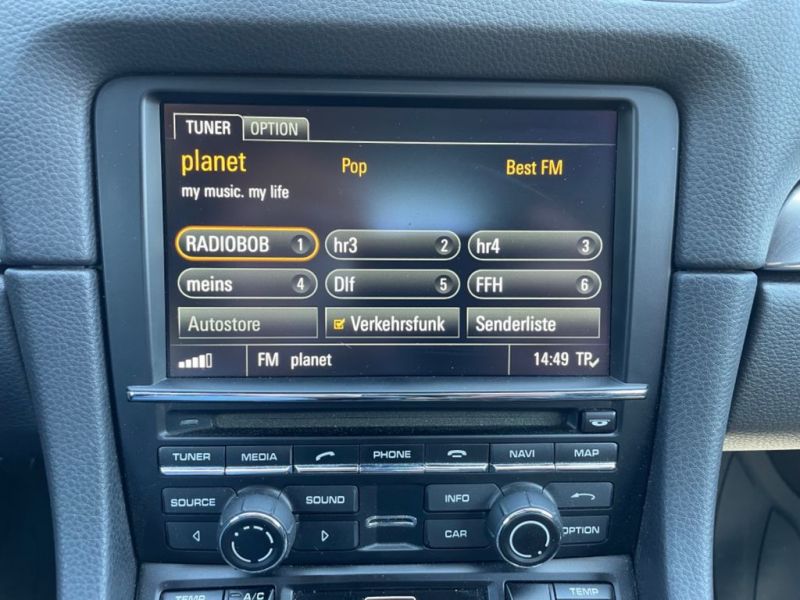 TUNER OPTION
planet Pop Best FM
my music. my life
RADIOBOB 1 hr3 2 hr4 3
meins 4 Dlf 5 FFH 6
Autostore Verkehrsfunk Senderliste
FM planet 14:49 TP
TUNER MEDIA PHONE NAVI MAP
SOURCE SOUND INFO
CAR OPTION
TEMP A/C TEMP